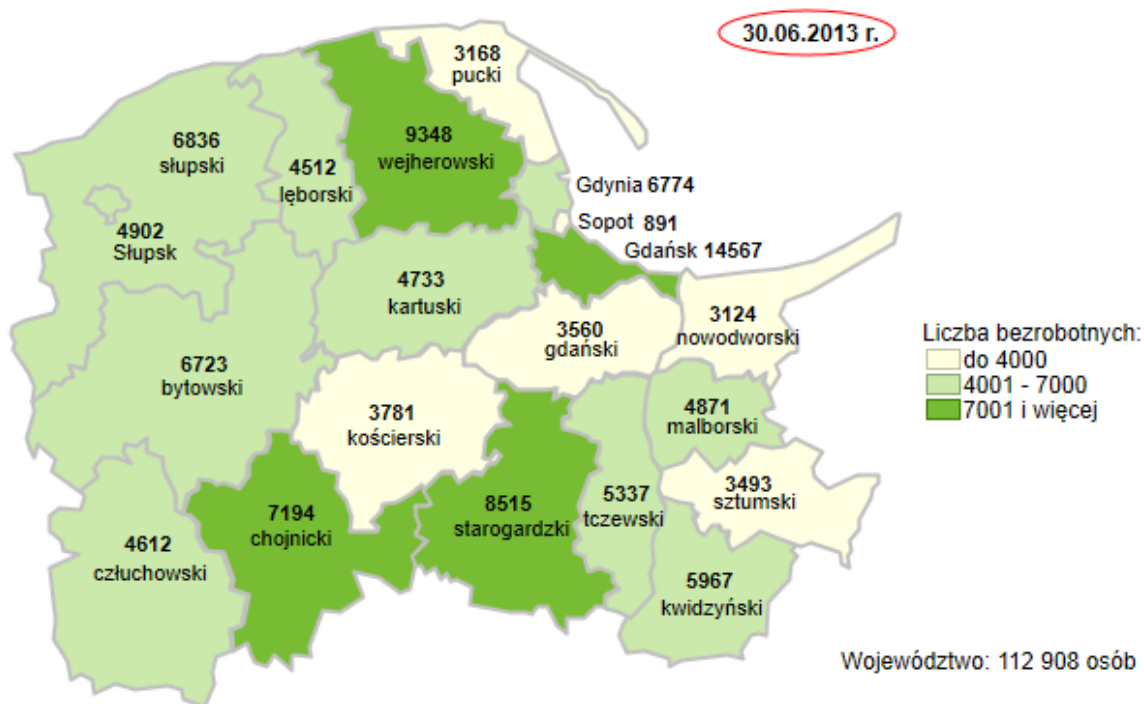 30.06.2013 r.
3168
pucki
9348
wejherowski
6836
słupski
4512
lęborski
Gdynia 6774
Sopot 891
Gdańsk 14567
4902
Słupsk
4733
kartuski
3560
gdański
3124
nowodworski
Liczba bezrobotnych:
do 4000
4001 - 7000
7001 i więcej
6723
bytowski
3781
kościerski
4871
malborski
3493
sztumski
7194
chojnicki
8515
starogardzki
5337
tczewski
4612
człuchowski
5967
kwidzyński
Województwo: 112 908 osób